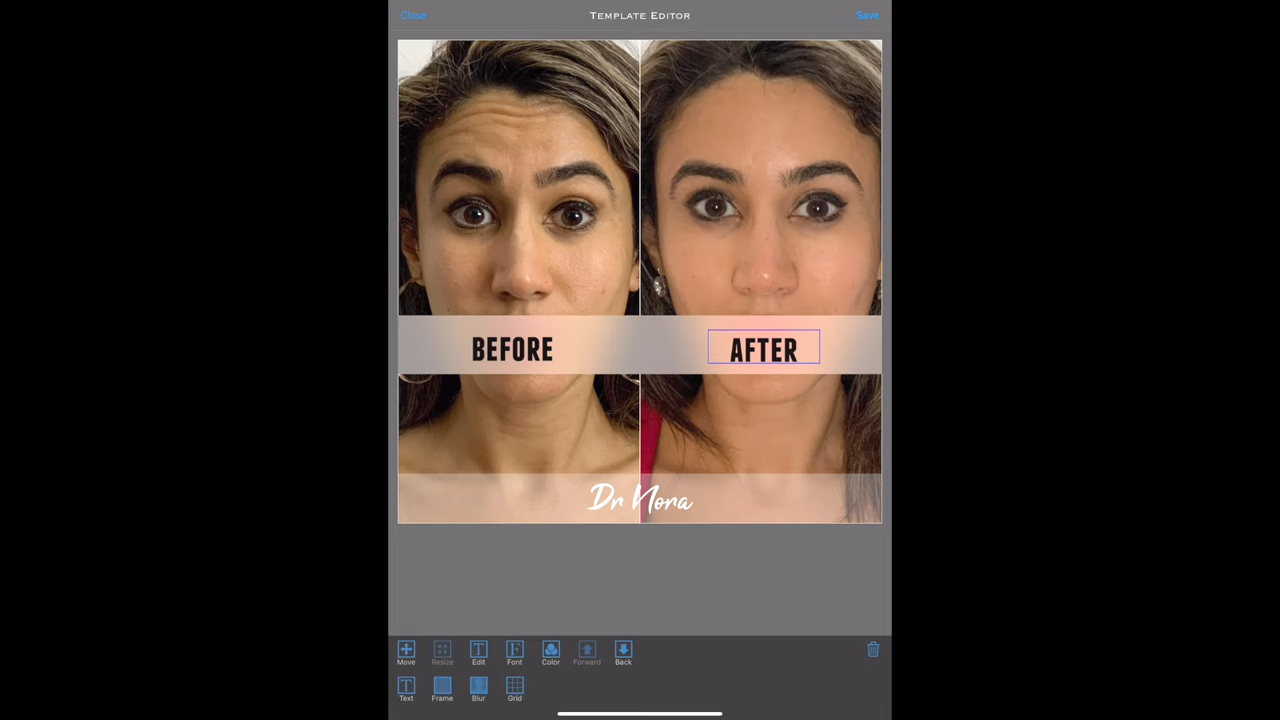 Close Template Editor Save
BEFORE AFTER
Dr Nora
Move Resize Edit Font Color Forward Back
Text Frame Blur Grid